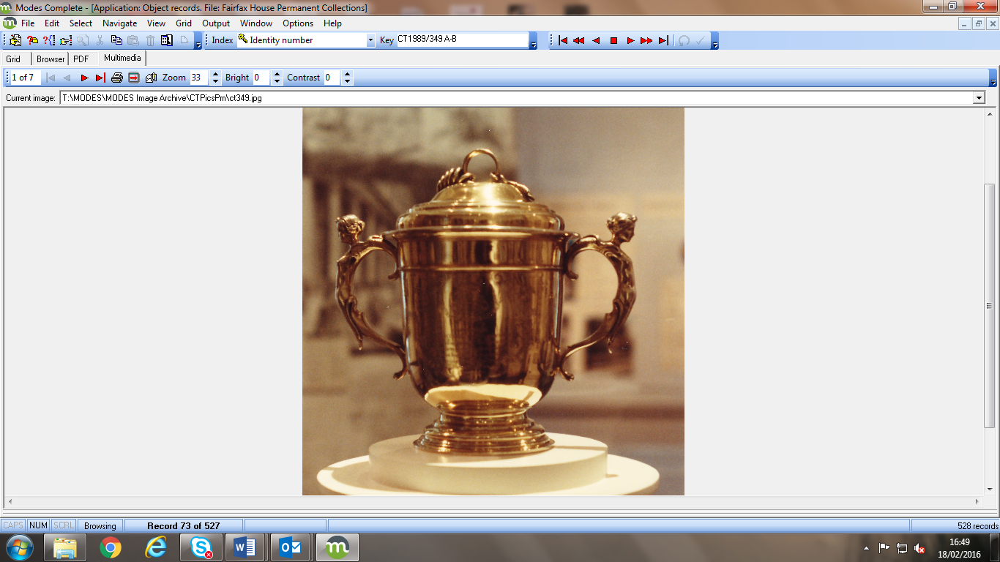 Modes Complete - [Application: Object records. File: Fairfax House Permanent Collections]
File Edit Select Navigate View Grid Output Window Options Help
Index Identity number Key CT1989/349 A-B
Grid Browser PDF Multimedia
1 of 7 Zoom 33 Bright 0 Contrast 0
Current image: T:\MODES\MODES Image Archive\CTPicsPm\ct349.jpg
CAPS NUM SCRL Browsing Record 73 of 527 528 records
16:49
18/02/2016